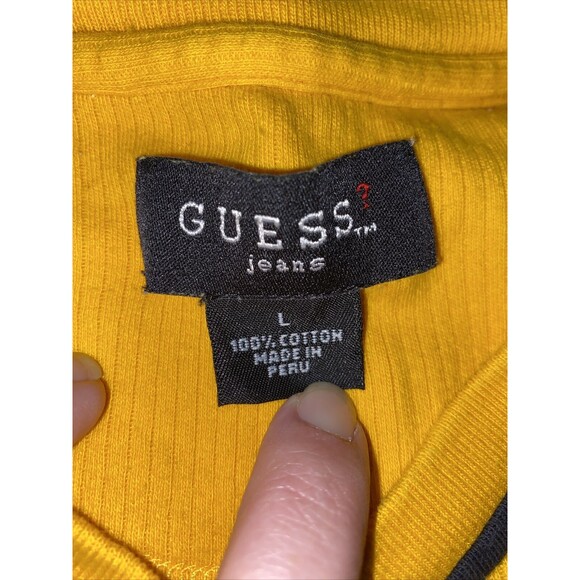 GUESS?™
jeans
L
100% COTTON
MADE IN
PERU